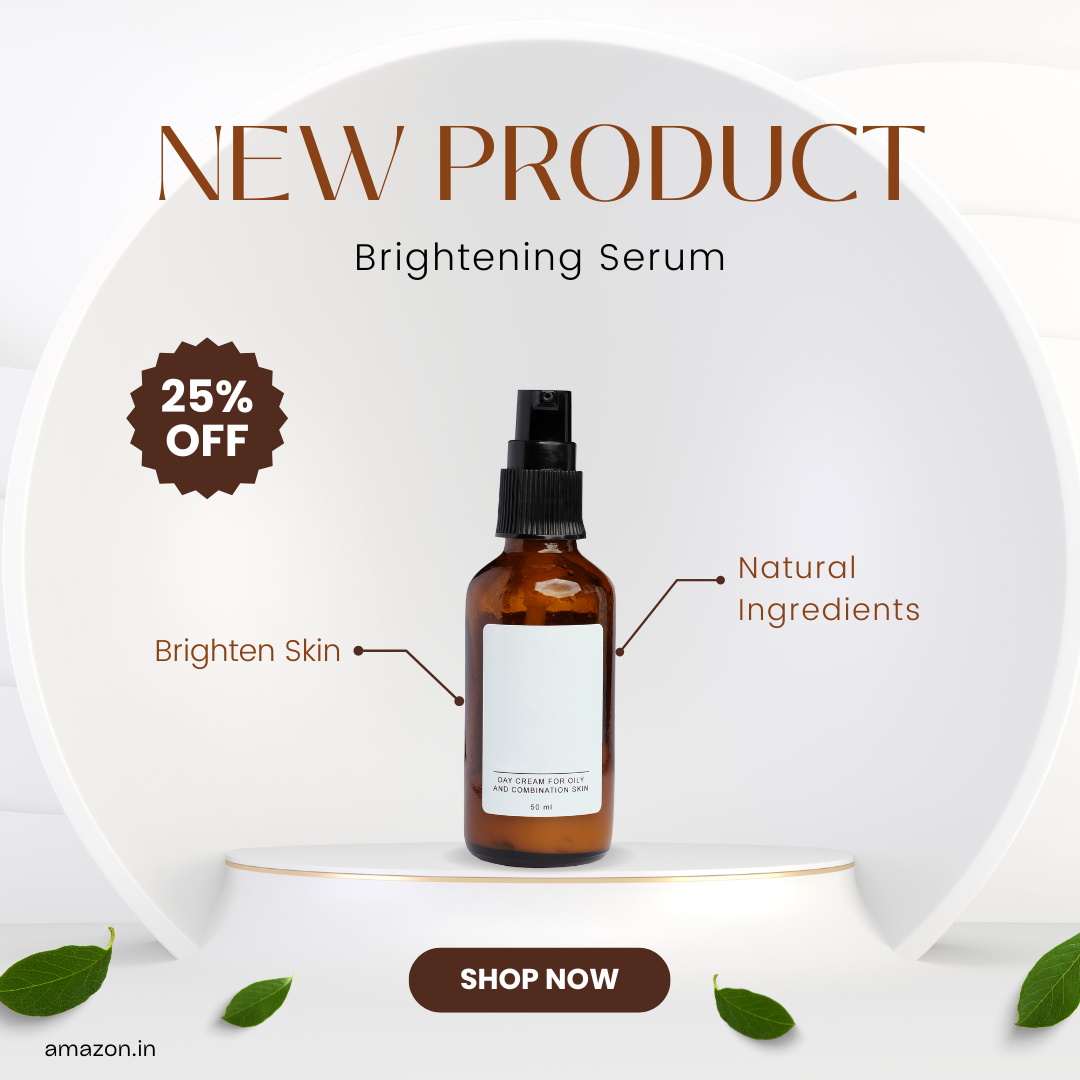 NEW PRODUCT
Brightening Serum
25%
OFF
Natural
Ingredients
Brighten Skin
DAY CREAM FOR OILY
AND COMBINATION SKIN
50 ml
SHOP NOW
amazon.in